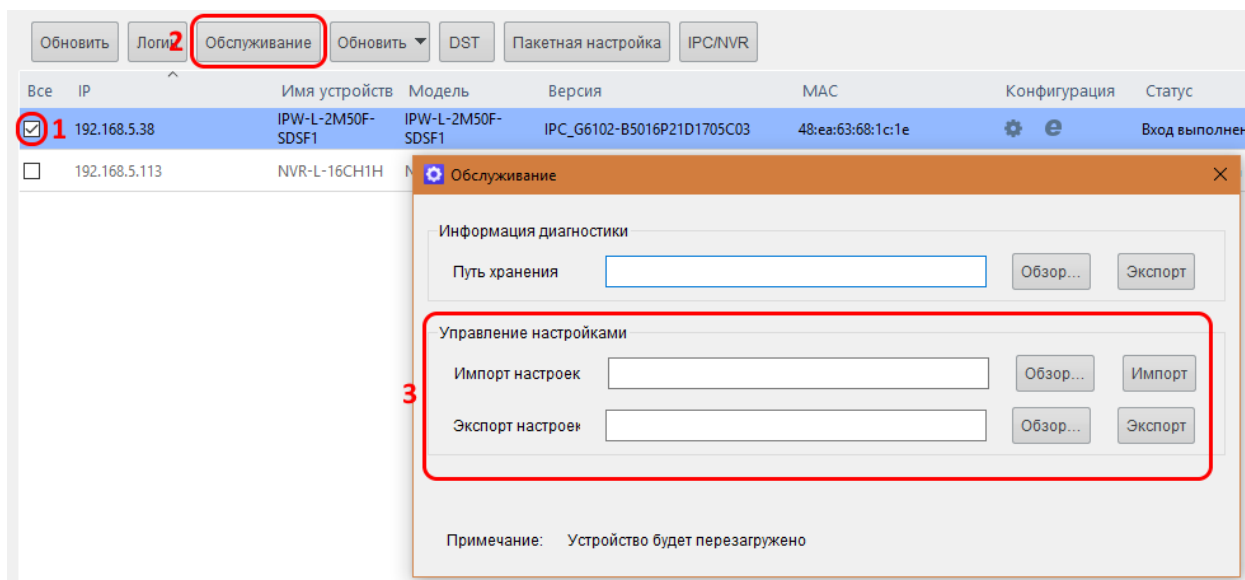 Обновить Логин 2 Обслуживание Обновить DST Пакетная настройка IPC/NVR
Все IP Имя устройств Модель Версия MAC Конфигурация Статус
1 192.168.5.38 IPW-L-2M50F-SDSF1 IPW-L-2M50F-SDSF1 IPC_G6102-B5016P21D1705C03 48:ea:63:68:1c:1e Вход выполнен
192.168.5.113 NVR-L-16CH1H N
Обслуживание
Информация диагностики
Путь хранения Обзор... Экспорт
Управление настройками
Импорт настроек Обзор... Импорт
3
Экспорт настроек Обзор... Экспорт
Примечание: Устройство будет перезагружено